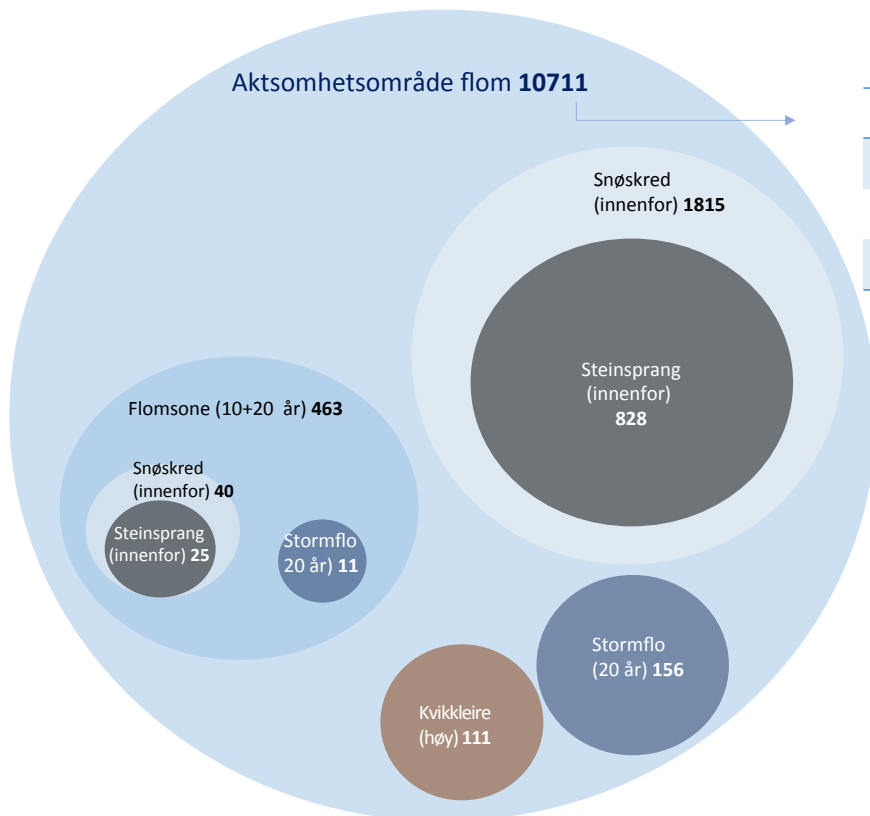 Aktsomhetsområde flom 10711
Snøskred
(innenfor) 1815
Steinsprang
(innenfor)
828
Flomsone (10+20 år) 463
Snøskred
(innenfor) 40
Steinsprang
(innenfor) 25
Stormflo
20 år) 11
Stormflo
(20 år) 156
Kvikkleire
(høy) 111